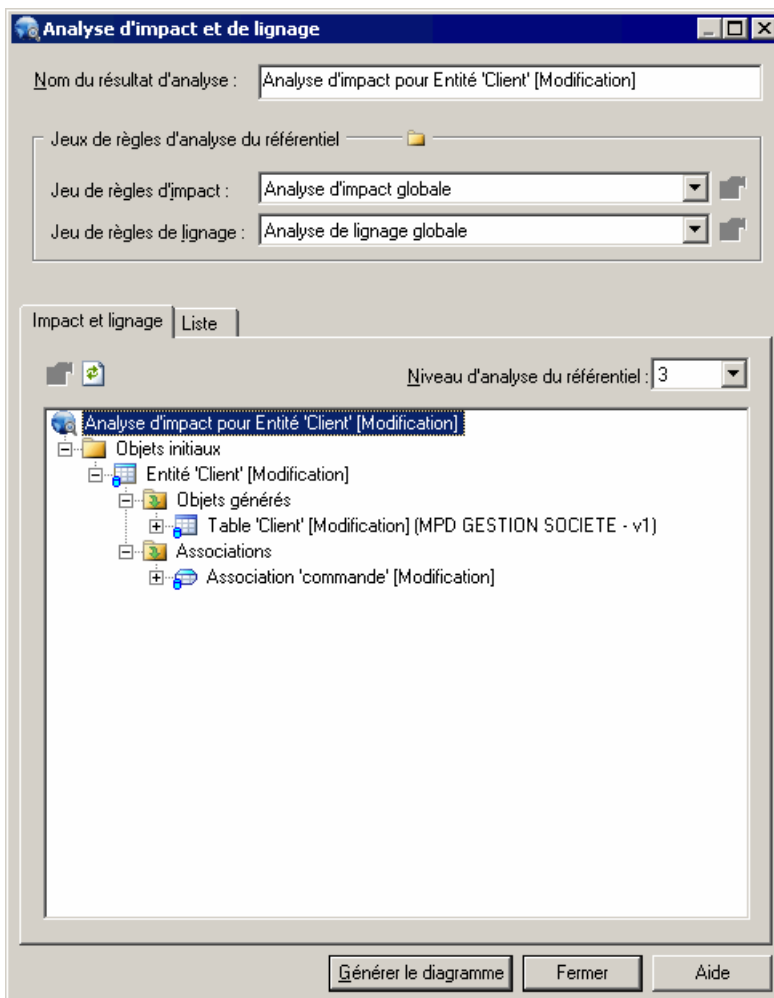 Analyse d'impact et de lignage
Nom du résultat d'analyse : Analyse d'impact pour Entité 'Client' [Modification]
Jeux de règles d'analyse du référentiel
Jeu de règles d'impact : Analyse d'impact globale
Jeu de règles de lignage : Analyse de lignage globale
Impact et lignage Liste
Niveau d'analyse du référentiel : 3
Analyse d'impact pour Entité 'Client' [Modification]
Objets initiaux
Entité 'Client' [Modification]
Objets générés
Table 'Client' [Modification] (MPD GESTION SOCIETE - v1)
Associations
Association 'commande' [Modification]
Générer le diagramme Fermer Aide